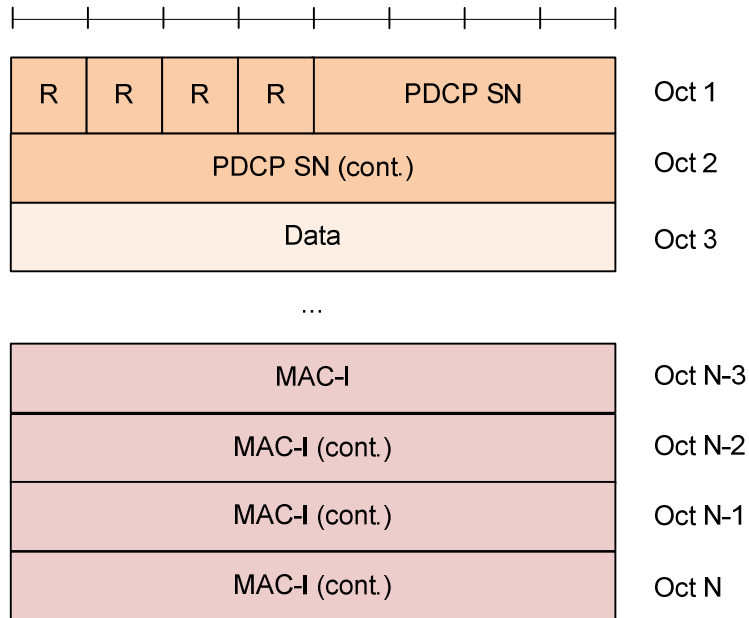 R R R R PDCP SN Oct 1
PDCP SN (cont.) Oct 2
Data Oct 3
...
MAC-I Oct N-3
MAC-I (cont.) Oct N-2
MAC-I (cont.) Oct N-1
MAC-I (cont.) Oct N